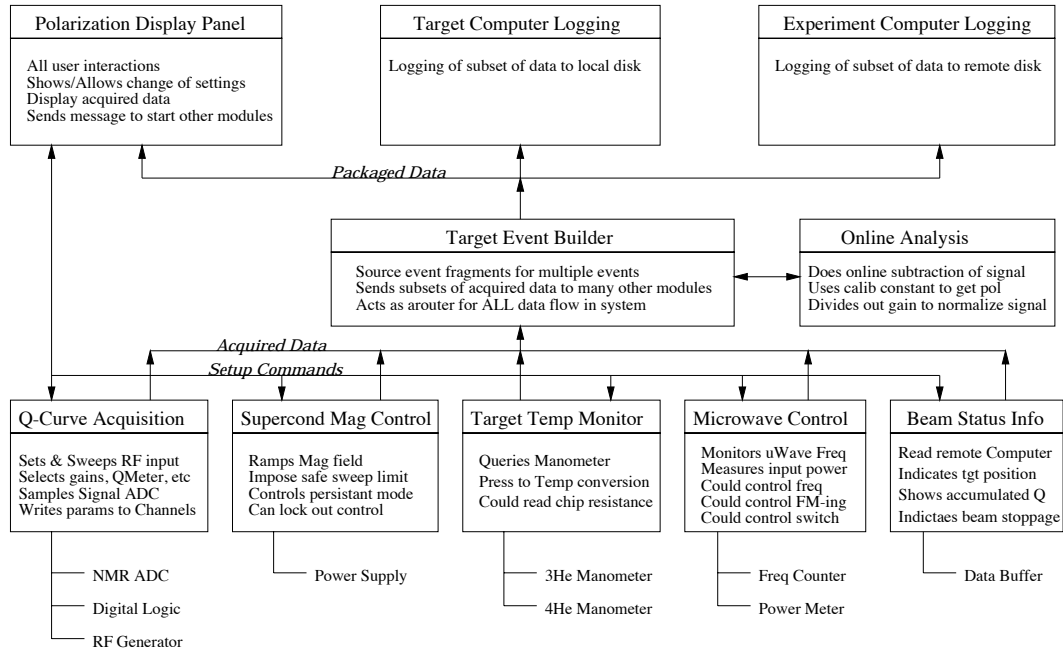 Polarization Display Panel
All user interactions
Shows/Allows change of settings
Display acquired data
Sends message to start other modules
Target Computer Logging
Logging of subset of data to local disk
Experiment Computer Logging
Logging of subset of data to remote disk
Packaged Data
Target Event Builder
Source event fragments for multiple events
Sends subsets of acquired data to many other modules
Acts as arouter for ALL data flow in system
Online Analysis
Does online subtraction of signal
Uses calib constant to get pol
Divides out gain to normalize signal
Acquired Data
Setup Commands
Q-Curve Acquisition
Sets & Sweeps RF input
Selects gains, QMeter, etc
Samples Signal ADC
Writes params to Channels
NMR ADC
Digital Logic
RF Generator
Supercond Mag Control
Ramps Mag field
Impose safe sweep limit
Controls persistant mode
Can lock out control
Power Supply
Target Temp Monitor
Queries Manometer
Press to Temp conversion
Could read chip resistance
3He Manometer
4He Manometer
Microwave Control
Monitors uWave Freq
Measures input power
Could control freq
Could control FM-ing
Could control switch
Freq Counter
Power Meter
Beam Status Info
Read remote Computer
Indicates tgt position
Shows accumulated Q
Indictaes beam stoppage
Data Buffer